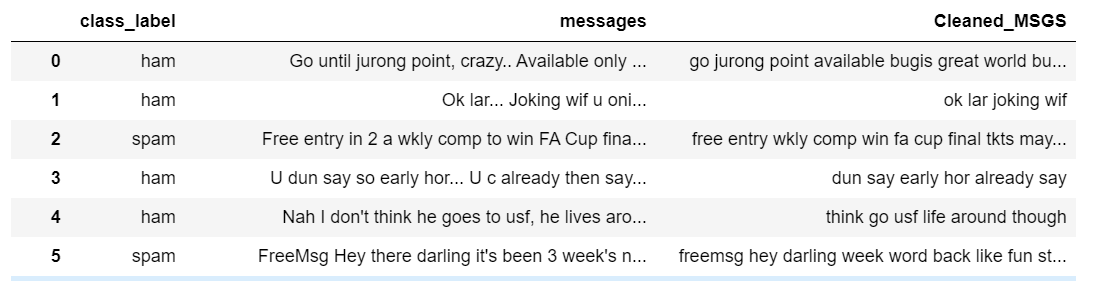 class_label messages Cleaned_MSGS
0 ham Go until jurong point, crazy.. Available only ... go jurong point available bugis great world bu...
1 ham Ok lar... Joking wif u oni... ok lar joking wif
2 spam Free entry in 2 a wkly comp to win FA Cup fina... free entry wkly comp win fa cup final tkts may...
3 ham U dun say so early hor... U c already then say... dun say early hor already say
4 ham Nah I don't think he goes to usf, he lives aro... think go usf life around though
5 spam FreeMsg Hey there darling it's been 3 week's n... freemsg hey darling week word back like fun st...